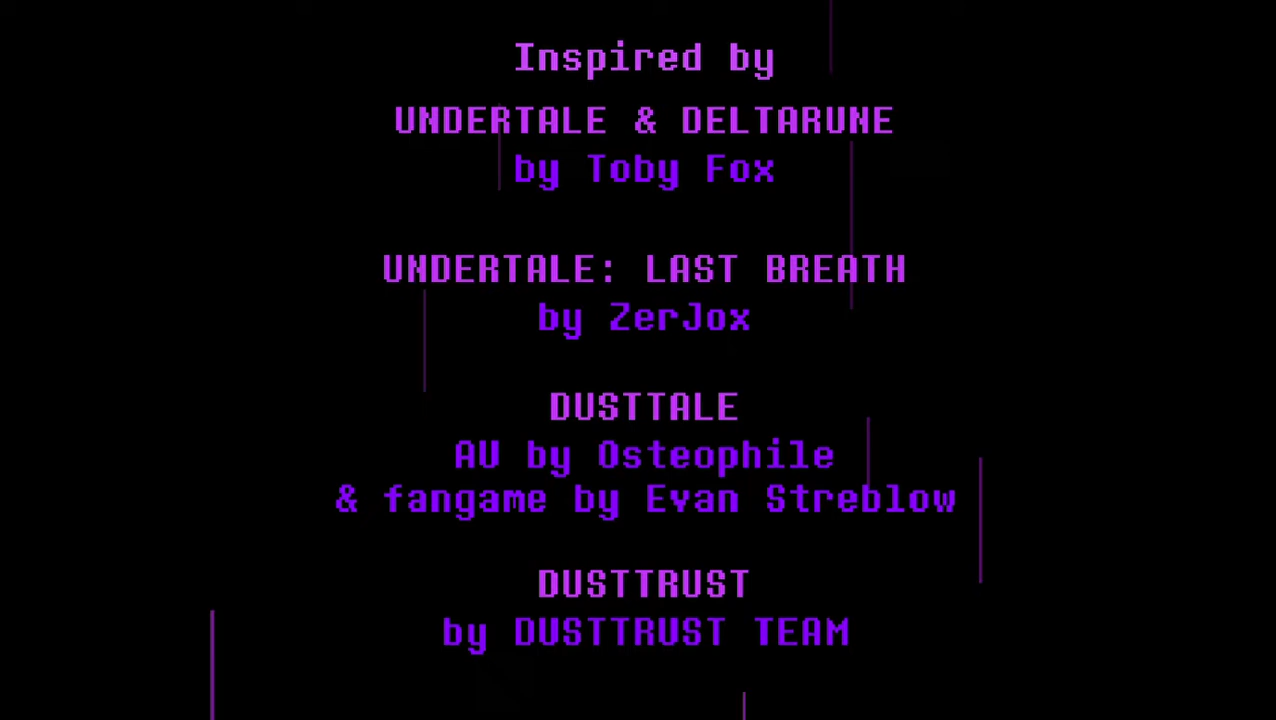 Inspired by
UNDERTALE & DELTARUNE
by Toby Fox
UNDERTALE: LAST BREATH
by ZerJox
DUSTTALE
AU by Osteophile
& fangame by Evan Streblow
DUSTTRUST
by DUSTTRUST TEAM